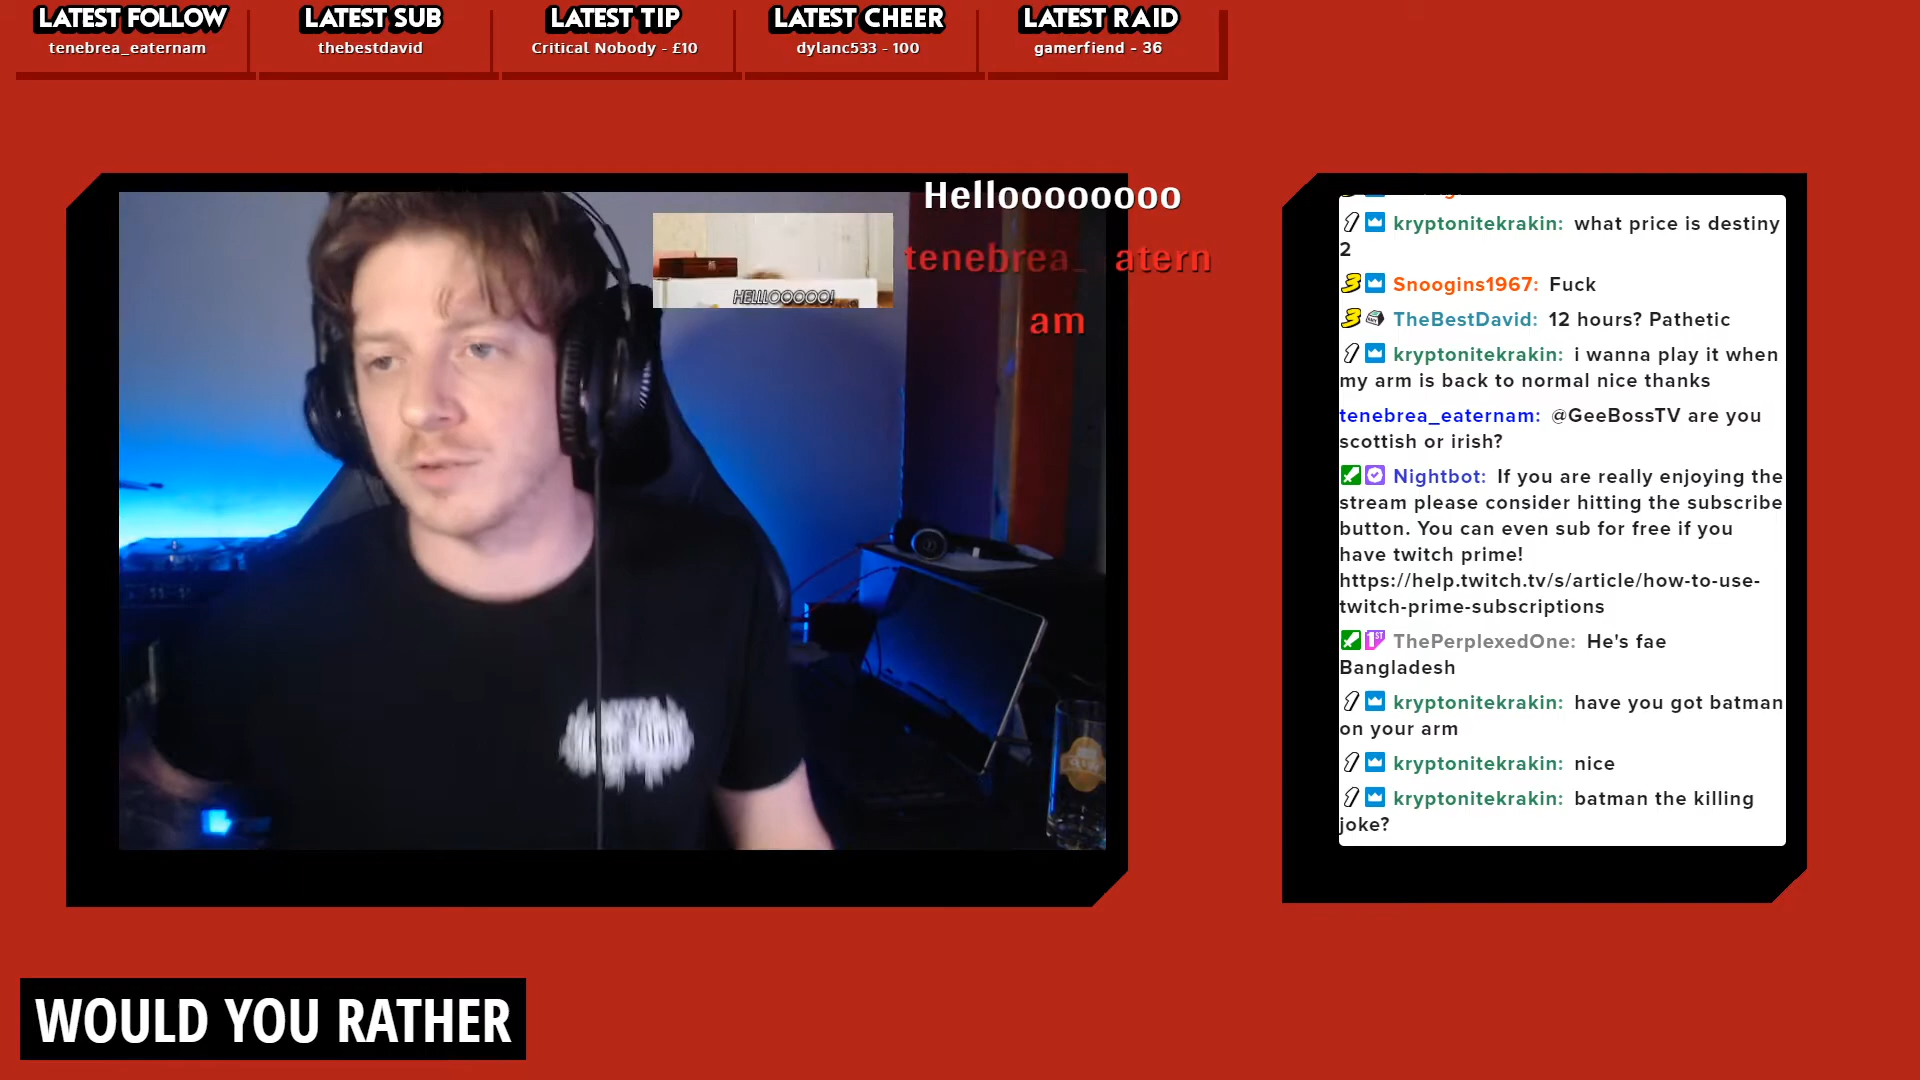 LATEST FOLLOW
tenebrea_eaternam
LATEST SUB
thebestdavid
LATEST TIP
Critical Nobody - £10
LATEST CHEER
dylanc533 - 100
LATEST RAID
gamerfiend - 36
Helloooooooo
tenebrea_ eatern
am
HELLLOOOOO!
kryptonitekrakin: what price is destiny
2
Snoogins1967: Fuck
TheBestDavid: 12 hours? Pathetic
kryptonitekrakin: i wanna play it when
my arm is back to normal nice thanks
tenebrea_eaternam: @GeeBossTV are you
scottish or irish?
Nightbot: If you are really enjoying the
stream please consider hitting the subscribe
button. You can even sub for free if you
have twitch prime!
https://help.twitch.tv/s/article/how-to-use-
twitch-prime-subscriptions
1ST ThePerplexedOne: He's fae
Bangladesh
kryptonitekrakin: have you got batman
on your arm
kryptonitekrakin: nice
kryptonitekrakin: batman the killing
joke?
WOULD YOU RATHER